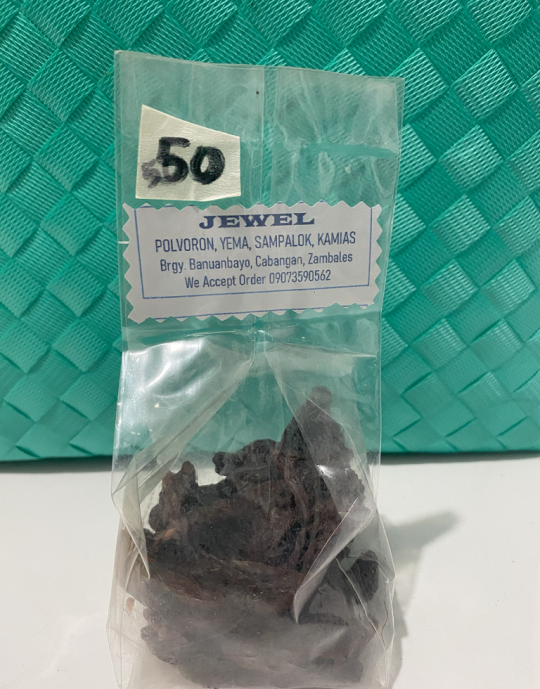 50
JEWEL
POLVORON, YEMA, SAMPALOK, KAMIAS
Brgy. Banuanbayo, Cabangan, Zambales
We Accept Order 09073590562